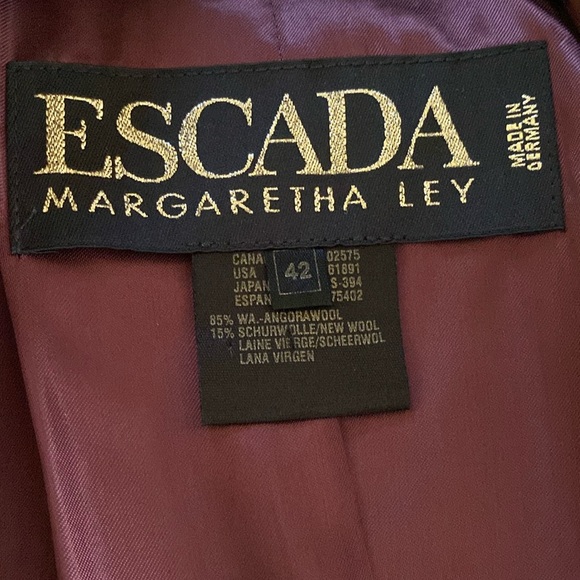 ESCADA
MARGARETHA LEY
MADE IN
GERMANY
42
CANA 02575
USA 61891
JAPAN S-394
ESPAN 75402
85% WA.-ANGORAWOOL
15% SCHURWOLLE/NEW WOOL
LAINE VIERGE/SCHEERWOL
LANA VIRGEN